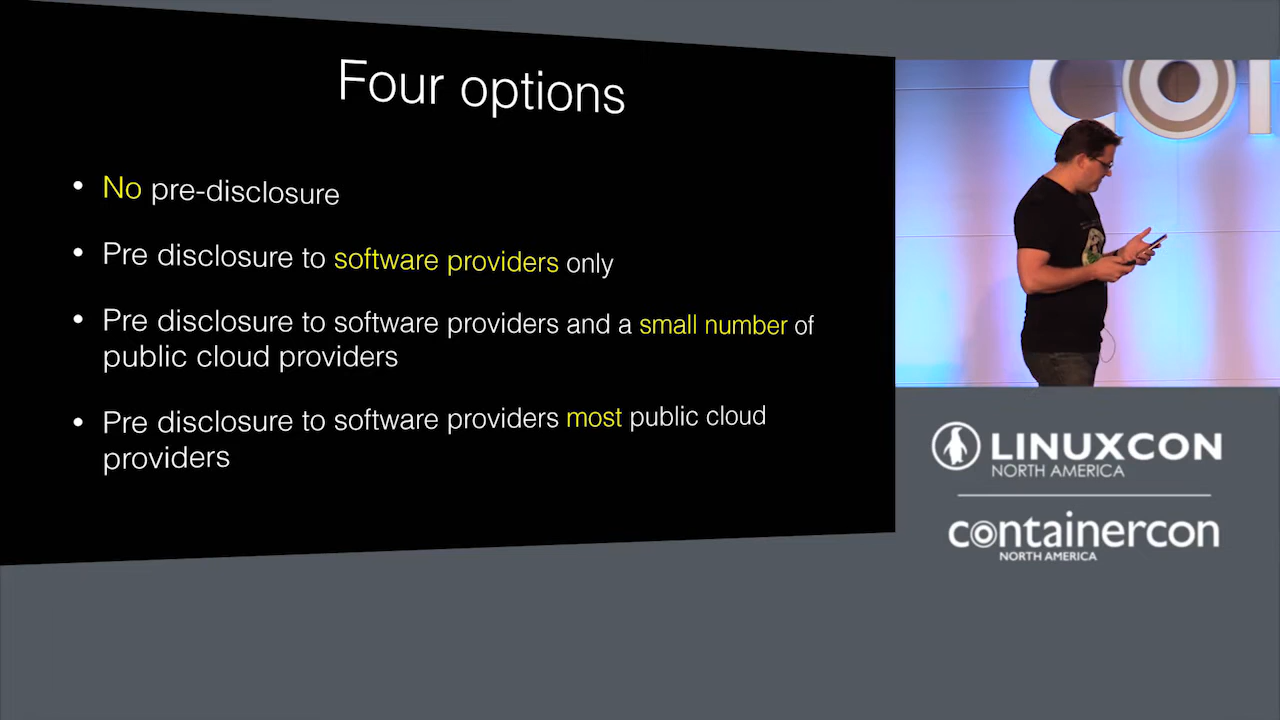 Four options
• No pre-disclosure
• Pre disclosure to software providers only
• Pre disclosure to software providers and a small number of
public cloud providers
• Pre disclosure to software providers most public cloud
providers
con
LINUXCON
NORTH AMERICA
containercon
NORTH AMERICA